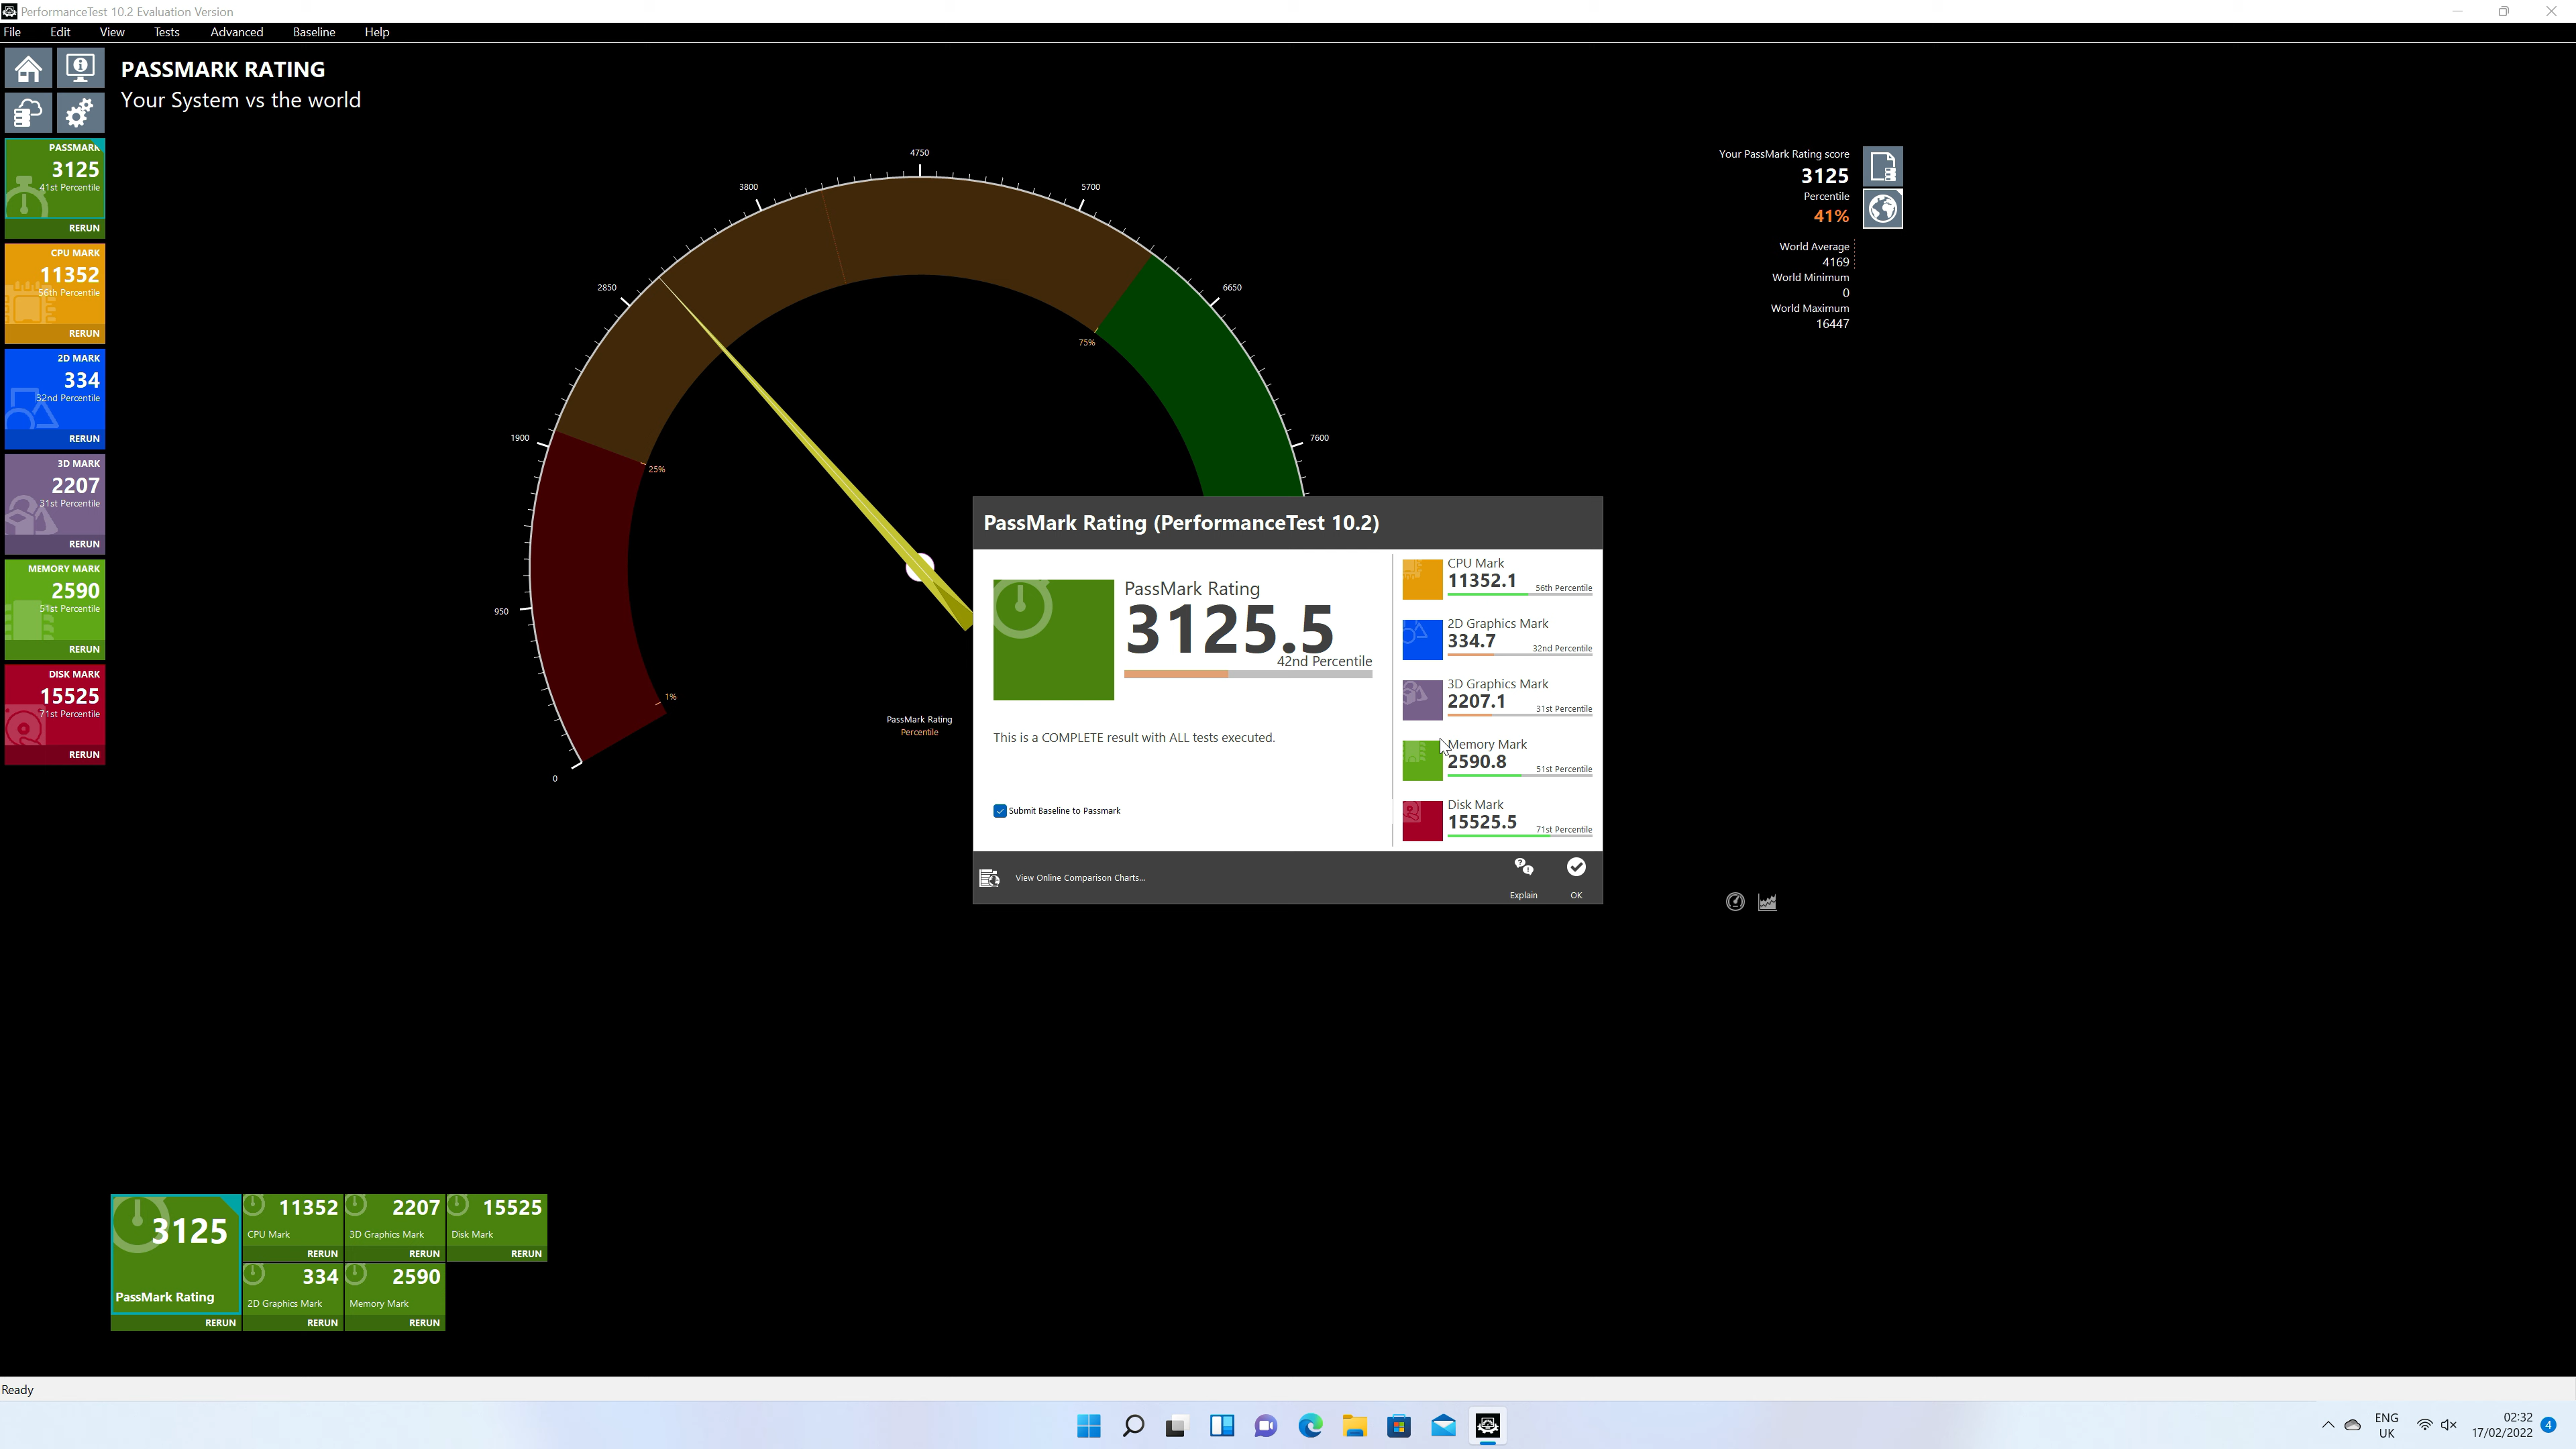 PerformanceTest 10.2 Evaluation Version
File Edit View Tests Advanced Baseline Help
PASSMARK RATING
Your System vs the world
PASSMARK
3125
41st Percentile
RERUN
CPU MARK
11352
56th Percentile
RERUN
2D MARK
334
32nd Percentile
RERUN
3D MARK
2207
31st Percentile
RERUN
MEMORY MARK
2590
51st Percentile
RERUN
DISK MARK
15525
71st Percentile
RERUN
0
950
1900
2850
3800
4750
5700
6650
7600
1%
25%
75%
PassMark Rating
Percentile
Your PassMark Rating score
3125
Percentile
41%
World Average
4169
World Minimum
0
World Maximum
16447
PassMark Rating (PerformanceTest 10.2)
PassMark Rating
3125.5
42nd Percentile
This is a COMPLETE result with ALL tests executed.
Submit Baseline to Passmark
CPU Mark
11352.1
56th Percentile
2D Graphics Mark
334.7
32nd Percentile
3D Graphics Mark
2207.1
31st Percentile
Memory Mark
2590.8
51st Percentile
Disk Mark
15525.5
71st Percentile
View Online Comparison Charts...
Explain
OK
3125
PassMark Rating
RERUN
11352
CPU Mark
RERUN
2207
3D Graphics Mark
RERUN
15525
Disk Mark
RERUN
334
2D Graphics Mark
RERUN
2590
Memory Mark
RERUN
Ready
ENG
UK
02:32
17/02/2022
4